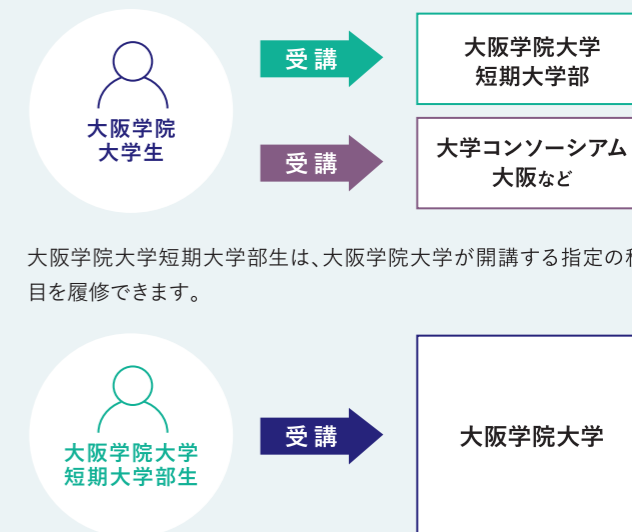 大阪学院
大学生
受講
大阪学院大学
短期大学部
受講
大学コンソーシアム
大阪など
大阪学院大学短期大学部生は、大阪学院大学が開講する指定の科
目を履修できます。
大阪学院大学
短期大学部生
受講
大阪学院大学